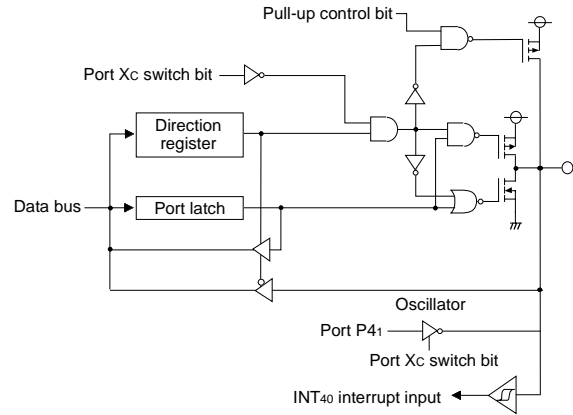 Pull-up control bit
Port XC switch bit
Direction
register
Data bus
Port latch
Oscillator
Port P41
Port XC switch bit
INT40 interrupt input